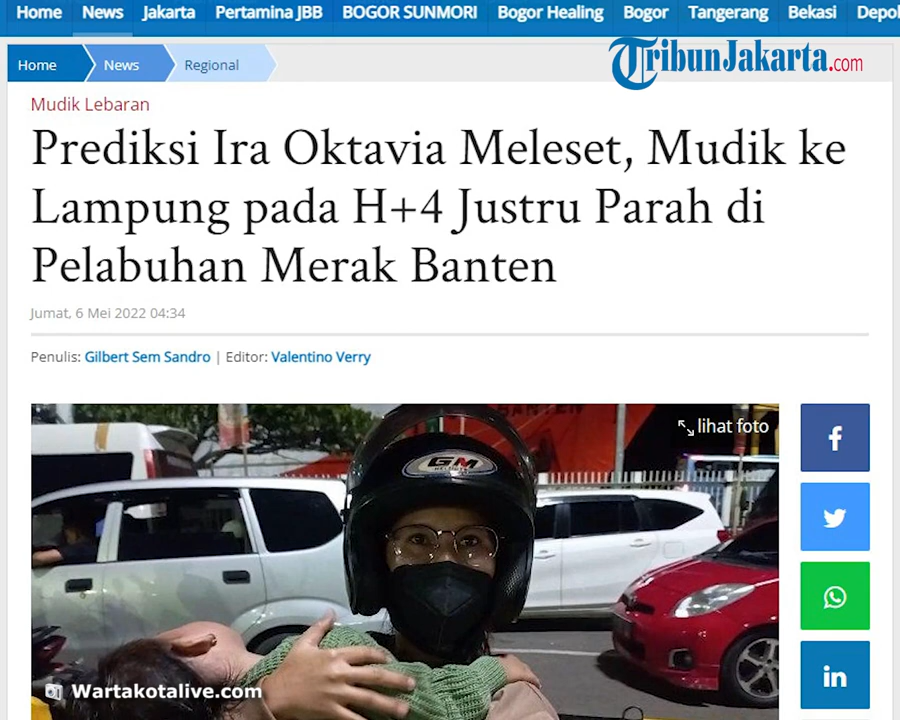 Home News Jakarta Pertamina JBB BOGOR SUNMORI Bogor Healing Bogor Tangerang Bekasi Depo
Home News Regional
TribunJakarta.com
Mudik Lebaran
Prediksi Ira Oktavia Meleset, Mudik ke
Lampung pada H+4 Justru Parah di
Pelabuhan Merak Banten
Jumat, 6 Mei 2022 04:34
Penulis: Gilbert Sem Sandro | Editor: Valentino Verry
lihat foto
BANTEN
GM
Wartakotalive.com